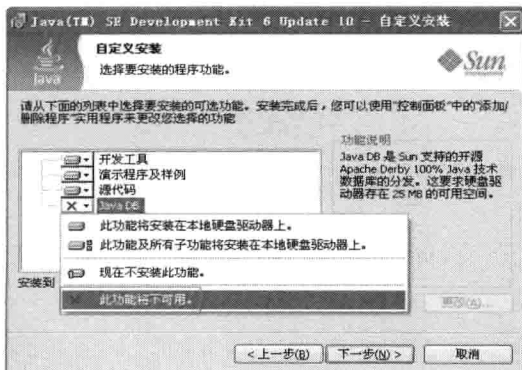 Java(TM) SE Development Kit 6 Update 10 - 自定义安装
自定义安装
选择要安装的程序功能。
Java
Sun
请从下面的列表中选择要安装的可选功能。安装完成后，您可以使用"控制面板"中的"添加/
删除程序"实用程序来更改您选择的功能
开发工具
演示程序及样例
源代码
Java DB
功能说明
Java DB 是 Sun 支持的开源
Apache Derby 100% Java 技术
数据库的分发。这要求硬盘驱
动器存在 25 MB 的可用空间。
此功能将安装在本地硬盘驱动器上。
此功能及所有子功能将安装在本地硬盘驱动器上。
现在不安装此功能。
此功能将不可用。
安装到
更改(A)...
<上一步(B)
下一步(N)>
取消